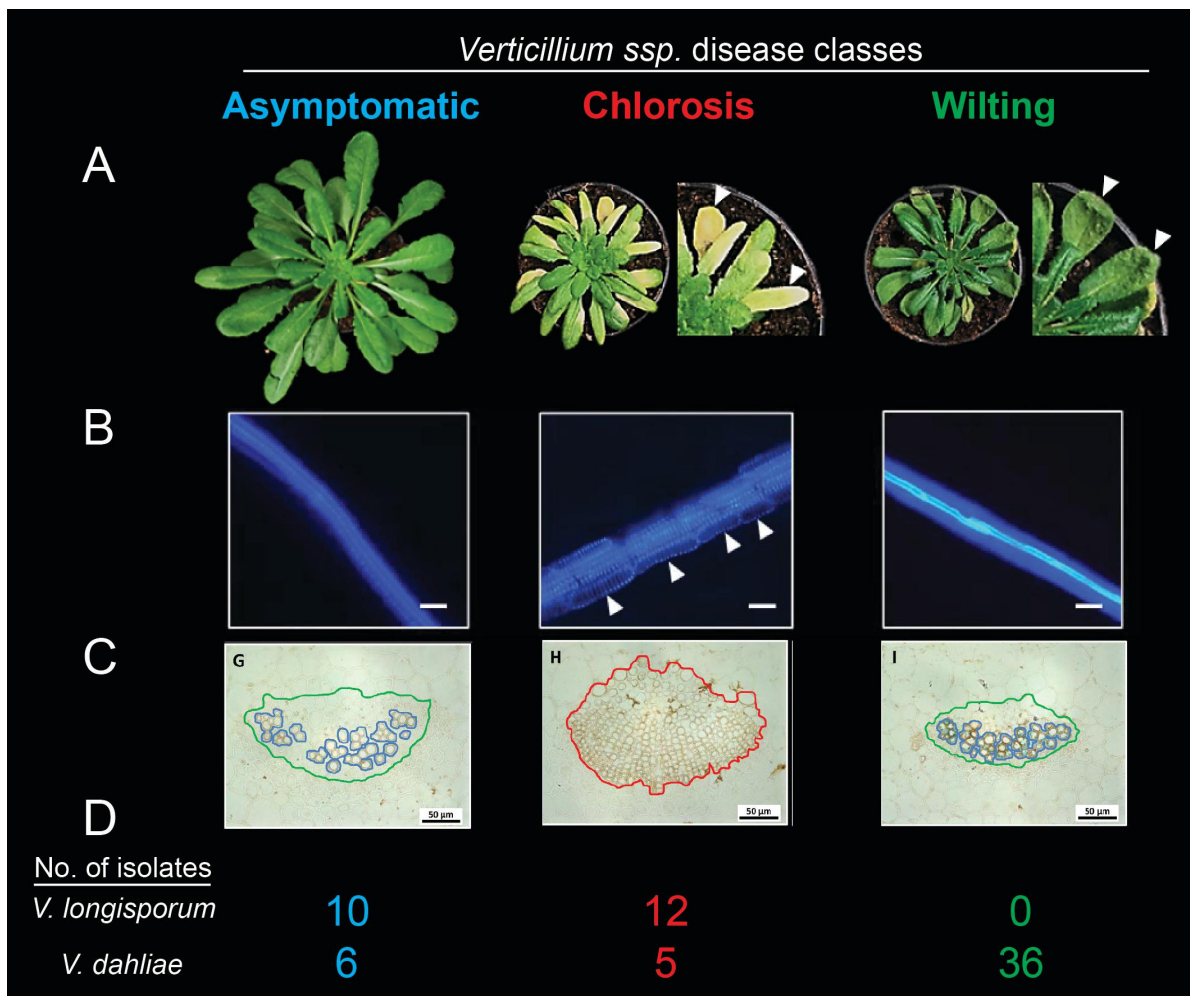 Verticillium ssp. disease classes
Asymptomatic Chlorosis Wilting
A
B
C
G H I
50 µm 50 µm 50 µm
D
No. of isolates
V. longisporum 10 12 0
V. dahliae 6 5 36